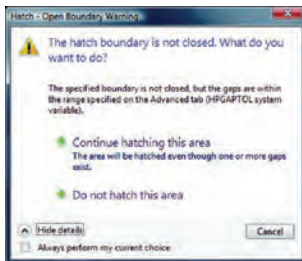 Hatch - Open Boundary Warning
The hatch boundary is not closed. What do you
want to do?
The specified boundary is not closed, but the gaps are within
the range specified on the Advanced tab (HPGAPTOL system
variable).
Continue hatching this area
The area will be hatched even though one or more gaps
exist.
Do not hatch this area
Hide details
Cancel
Always perform my current choice